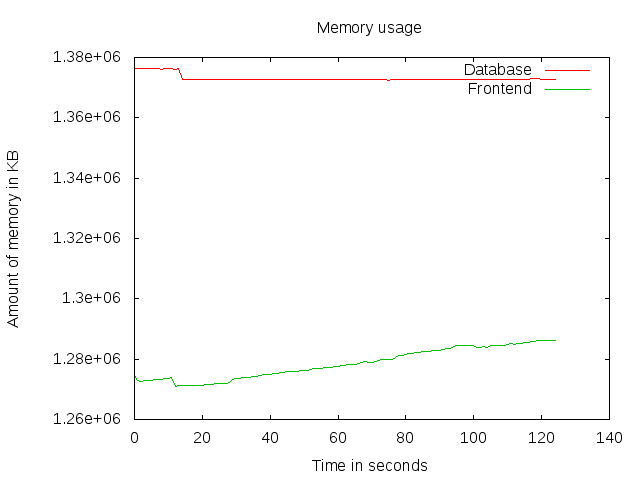 Memory usage
Database
Frontend
1.38e+06
1.36e+06
1.34e+06
1.32e+06
1.3e+06
1.28e+06
1.26e+06
Amount of memory in KB
0 20 40 60 80 100 120 140
Time in seconds